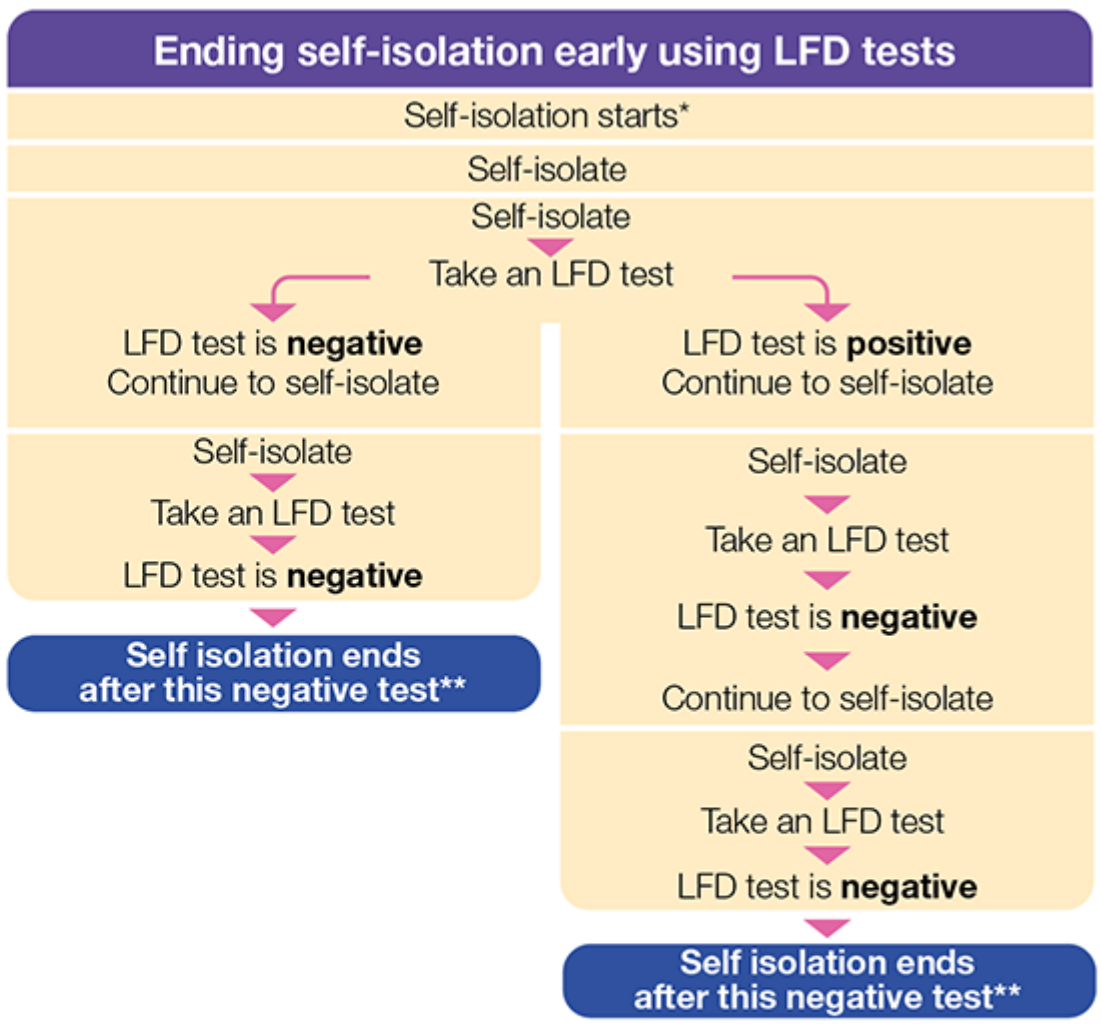 Ending self-isolation early using LFD tests
Self-isolation starts*
Self-isolate
Self-isolate
Take an LFD test
LFD test is negative
Continue to self-isolate
LFD test is positive
Continue to self-isolate
Self-isolate
Take an LFD test
LFD test is negative
Self isolation ends
after this negative test**
Self-isolate
Take an LFD test
LFD test is negative
Continue to self-isolate
Self-isolate
Take an LFD test
LFD test is negative
Self isolation ends
after this negative test**